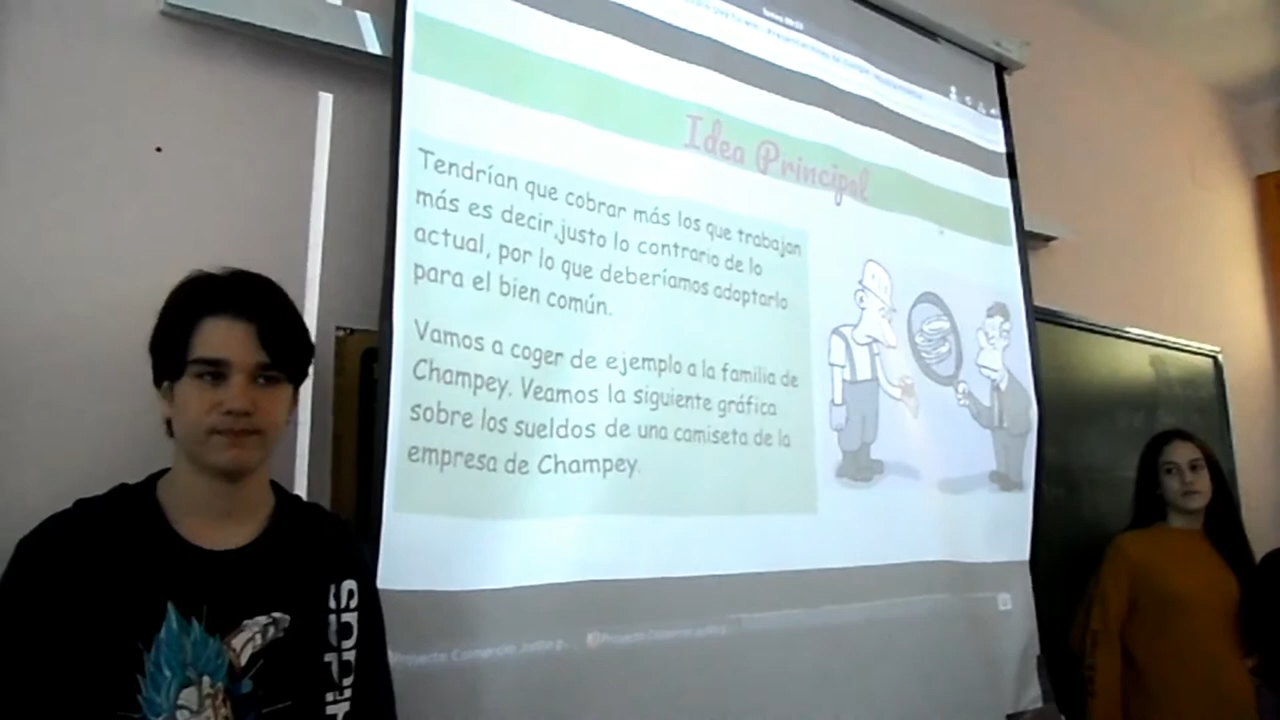 Idea Principal
Tendrían que cobrar más los que trabajan
más es decir,justo lo contrario de lo
actual, por lo que deberíamos adoptarlo
para el bien común.
Vamos a coger de ejemplo a la familia de
Champey. Veamos la siguiente gráfica
sobre los sueldos de una camiseta de la
empresa de Champey.
adidas